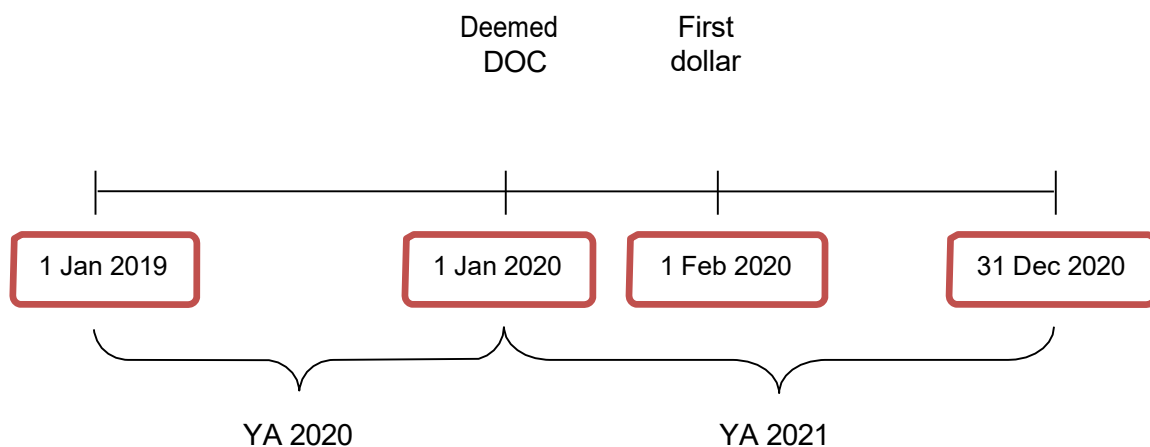 Deemed
DOC
First
dollar
1 Jan 2019
1 Jan 2020
1 Feb 2020
31 Dec 2020
YA 2020
YA 2021